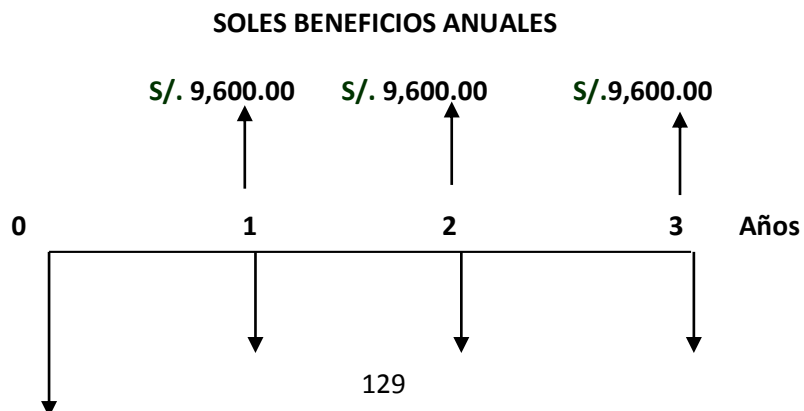 SOLES BENEFICIOS ANUALES
S/. 9,600.00 S/. 9,600.00 S/.9,600.00
0 1 2 3 Años
129